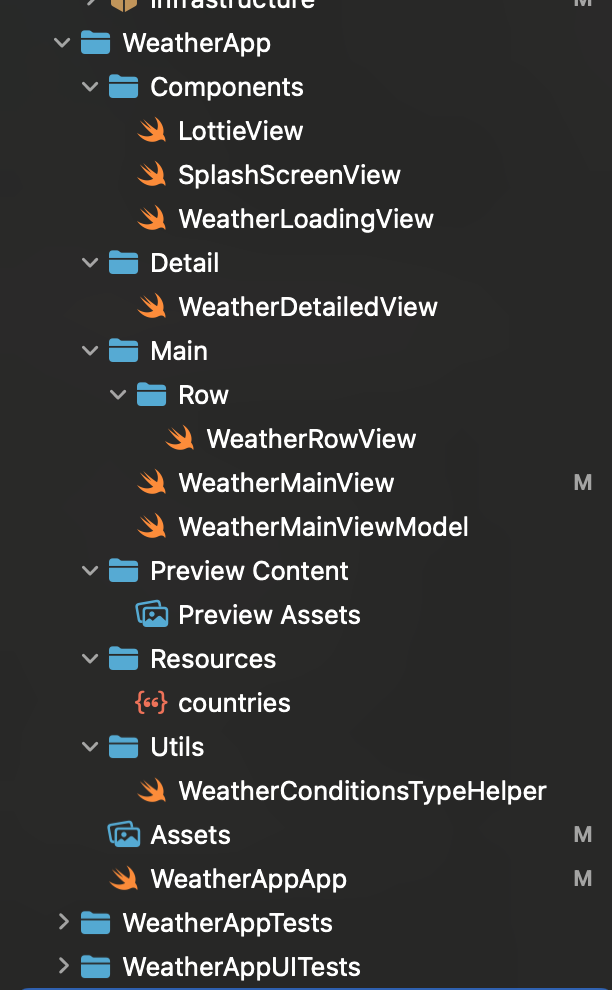 Infrastructure M
WeatherApp
Components
LottieView
SplashScreenView
WeatherLoadingView
Detail
WeatherDetailedView
Main
Row
WeatherRowView
WeatherMainView M
WeatherMainViewModel
Preview Content
Preview Assets
Resources
countries
Utils
WeatherConditionsTypeHelper
Assets M
WeatherAppApp M
WeatherAppTests
WeatherAppUITests